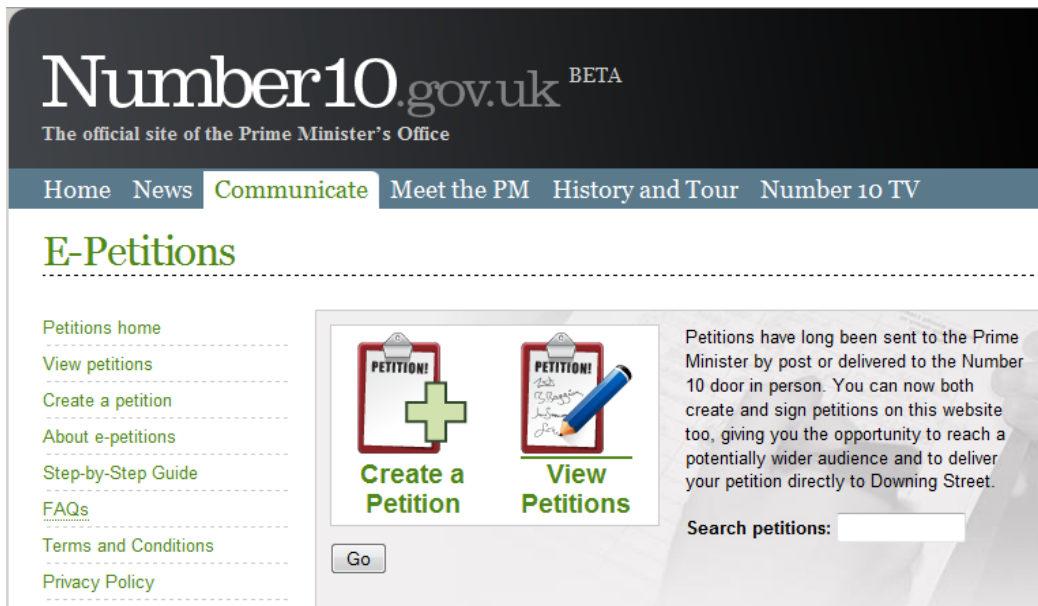 Number10.gov.uk BETA
The official site of the Prime Minister's Office
Home News Communicate Meet the PM History and Tour Number 10 TV
E-Petitions
Petitions home
View petitions
Create a petition
About e-petitions
Step-by-Step Guide
FAQs
Terms and Conditions
Privacy Policy
PETITION!
Create a
Petition
PETITION!
View
Petitions
Go
Petitions have long been sent to the Prime
Minister by post or delivered to the Number
10 door in person. You can now both
create and sign petitions on this website
too, giving you the opportunity to reach a
potentially wider audience and to deliver
your petition directly to Downing Street.
Search petitions: